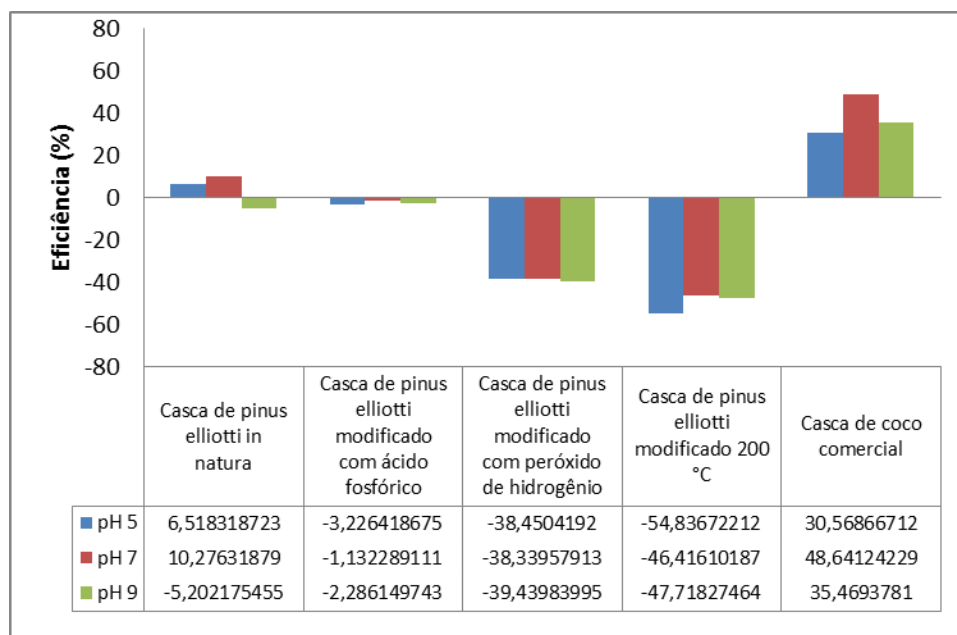 80
60
40
20
0
-20
-40
-60
-80
Eficiência (%)
Casca de pinus
elliotti in
natura
Casca de pinus
elliotti
modificado
com ácido
fosfórico
Casca de pinus
elliotti
modificado
com peróxido
de hidrogênio
Casca de pinus
elliotti
modificado 200
°C
Casca de coco
comercial
pH 5 6,518318723 -3,226418675 -38,4504192 -54,83672212 30,56866712
pH 7 10,27631879 -1,132289111 -38,33957913 -46,41610187 48,64124229
pH 9 -5,202175455 -2,286149743 -39,43983995 -47,71827464 35,4693781